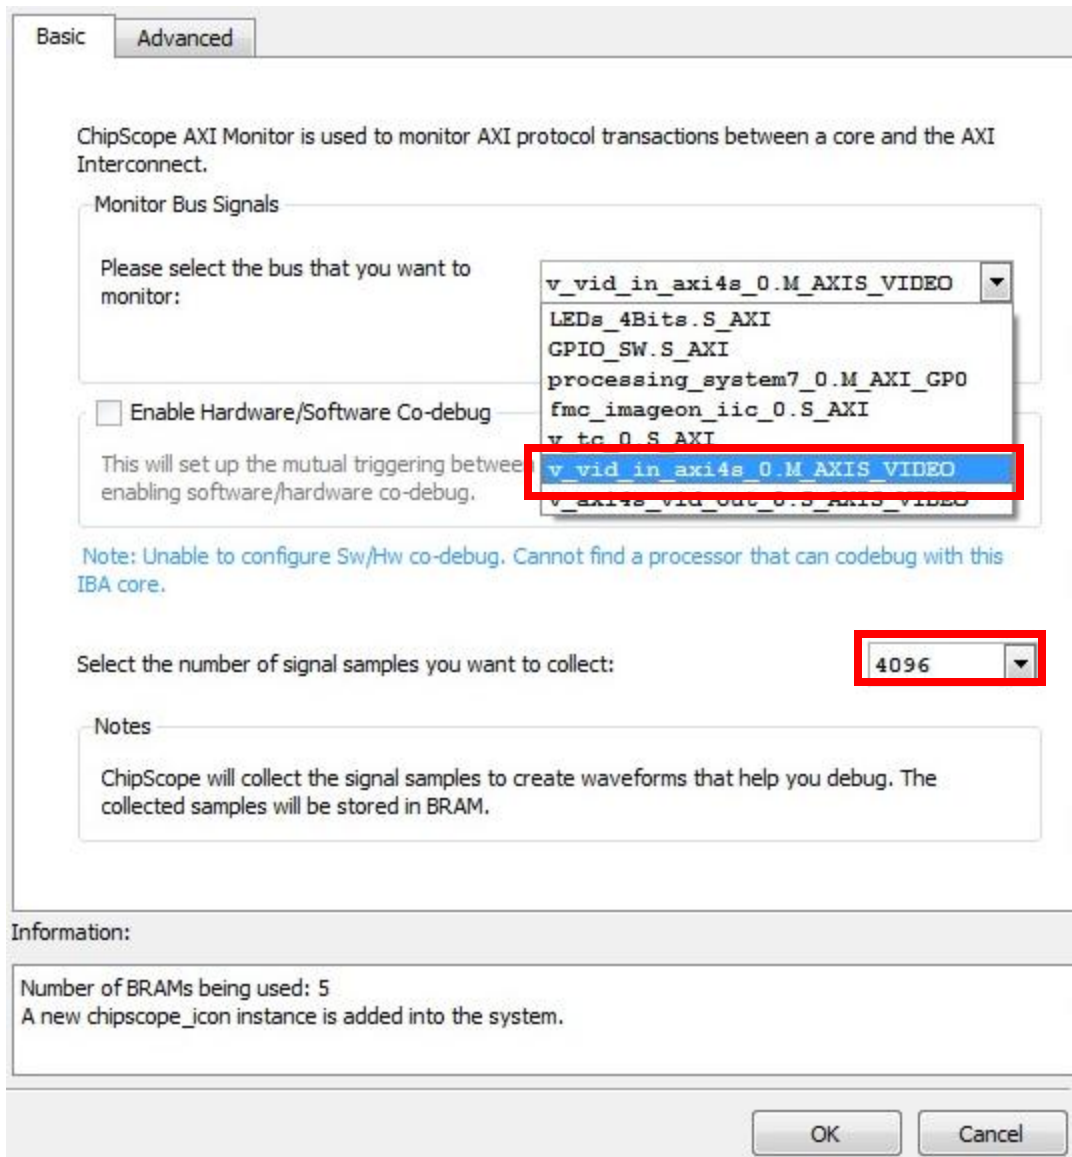 Basic
Advanced
ChipScope AXI Monitor is used to monitor AXI protocol transactions between a core and the AXI
Interconnect.
Monitor Bus Signals
Please select the bus that you want to
monitor:
v_vid_in_axi4s_0.M_AXIS_VIDEO
LEDs_4Bits.S_AXI
GPIO_SW.S_AXI
processing_system7_0.M_AXI_GP0
fmc_imageon_iic_0.S_AXI
v_tc_0.S_AXI
v_vid_in_axi4s_0.M_AXIS_VIDEO
v_axi4s_vid_out_0.S_AXIS_VIDEO
Enable Hardware/Software Co-debug
This will set up the mutual triggering between
enabling software/hardware co-debug.
Note: Unable to configure Sw/Hw co-debug. Cannot find a processor that can codebug with this
IBA core.
Select the number of signal samples you want to collect:
4096
Notes
ChipScope will collect the signal samples to create waveforms that help you debug. The
collected samples will be stored in BRAM.
Information:
Number of BRAMs being used: 5
A new chipscope_icon instance is added into the system.
OK
Cancel